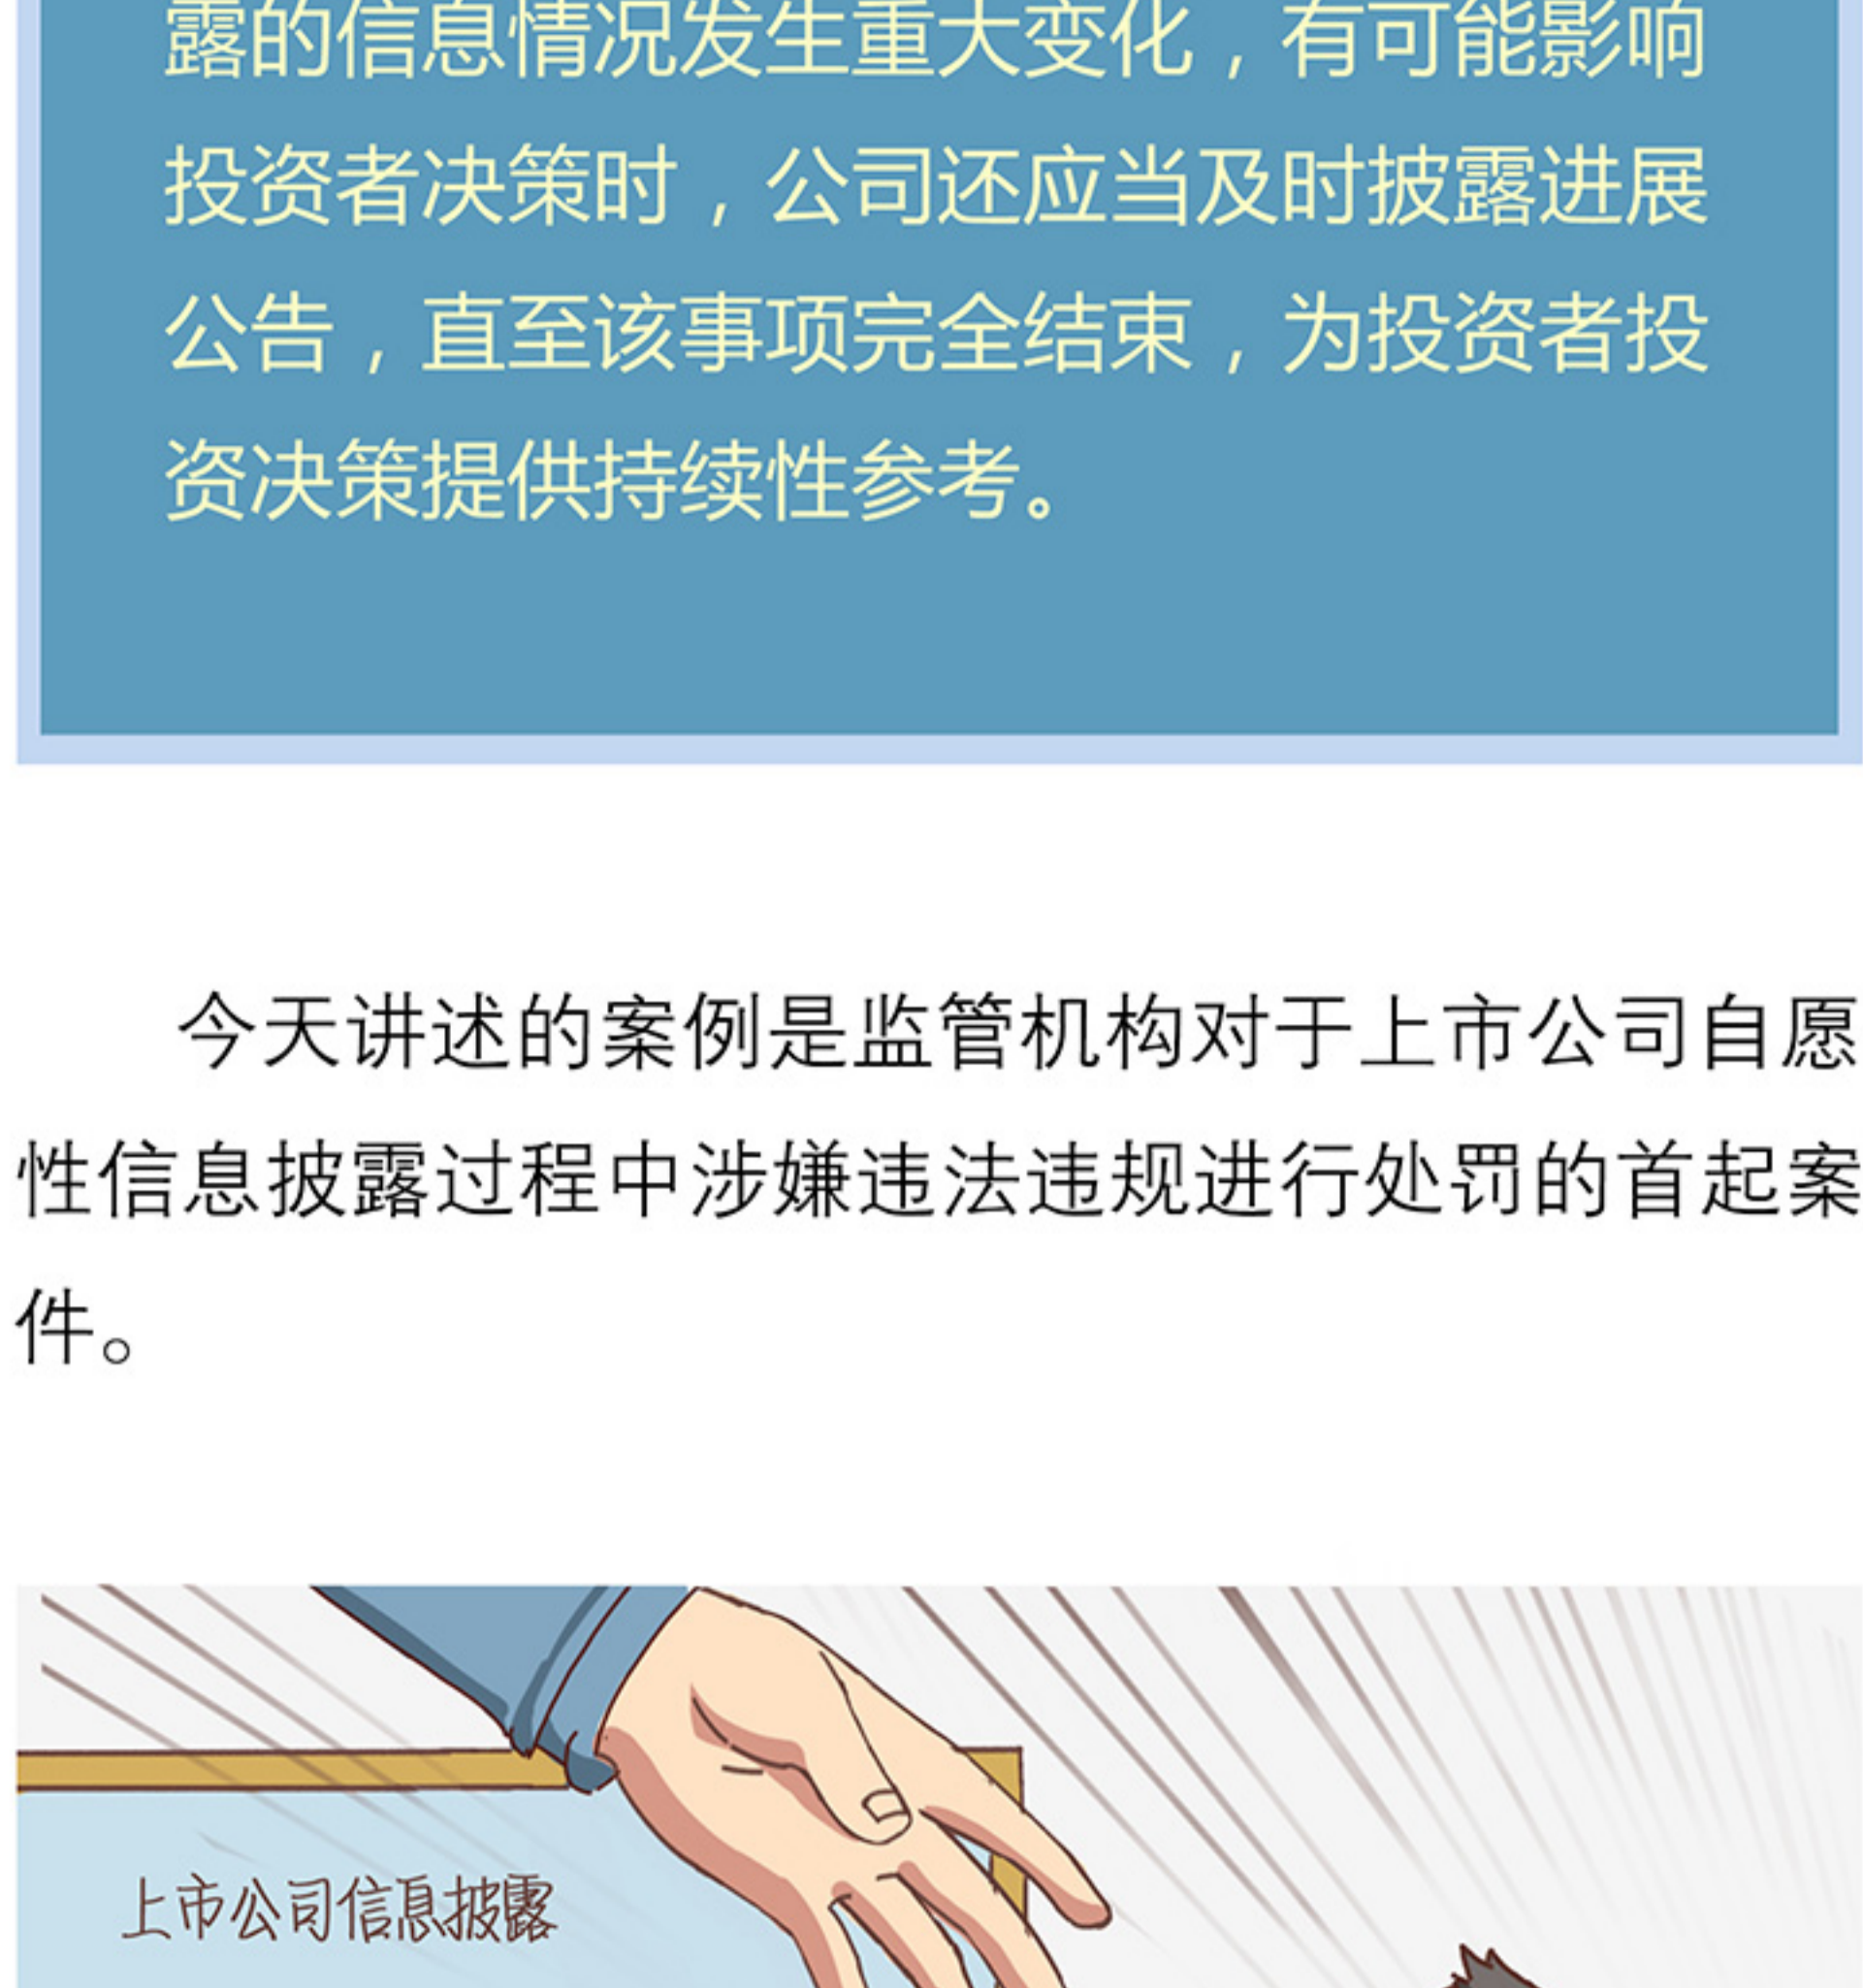 露的信息情况发生重大变化，有可能影响
投资者决策时，公司还应当及时披露进展
公告，直至该事项完全结束，为投资者投
资决策提供持续性参考。
今天讲述的案例是监管机构对于上市公司自愿
性信息披露过程中涉嫌违法违规进行处罚的首起案
件。
上市公司信息披露